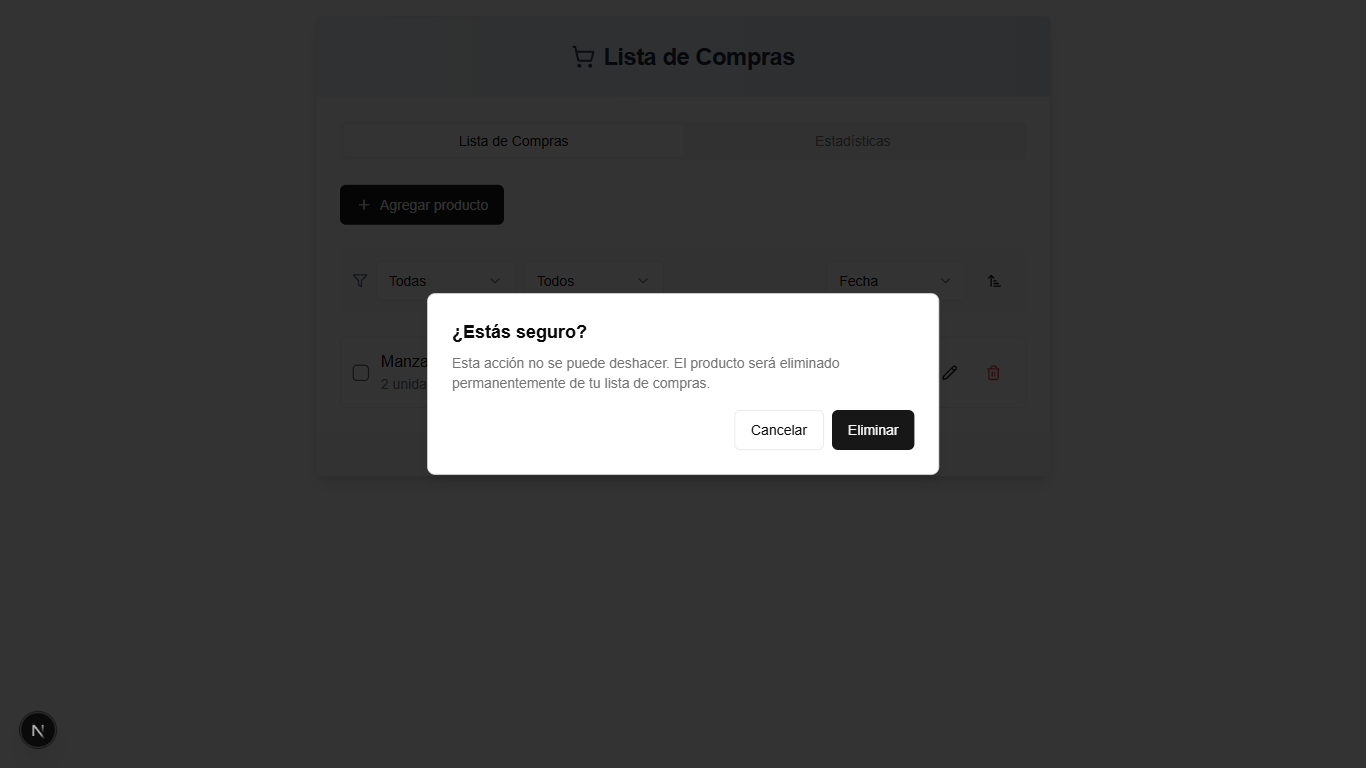 Lista de Compras
Lista de Compras
Estadísticas
Agregar producto
Todas
Todos
Fecha
¿Estás seguro?
Esta acción no se puede deshacer. El producto será eliminado
permanentemente de tu lista de compras.
Manza
2 unida
Cancelar
Eliminar
N